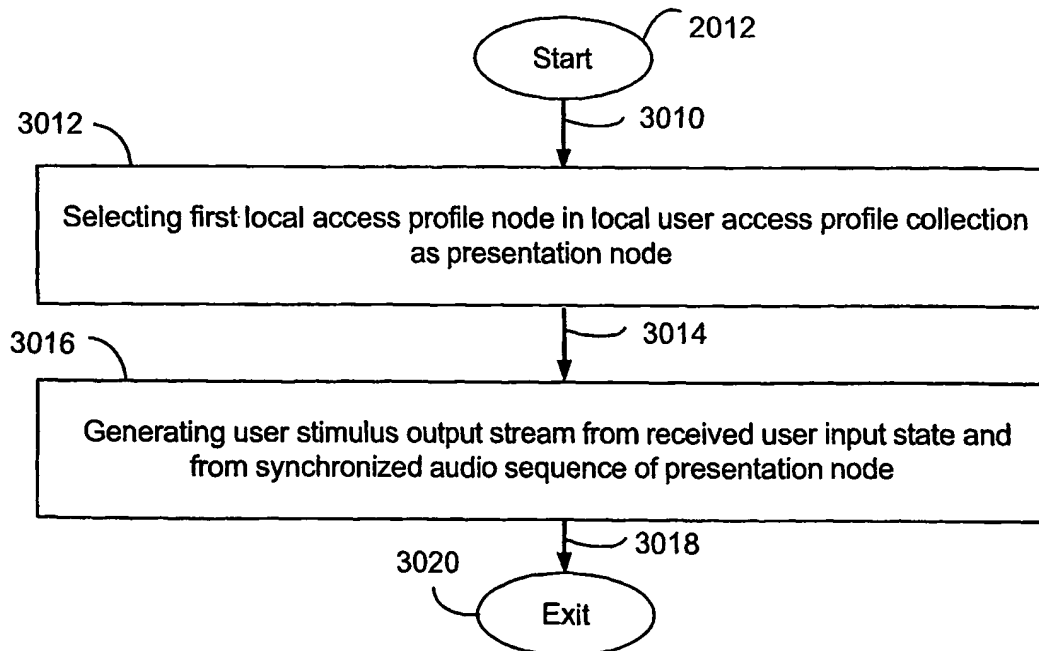 2012
Start
3010
3012
Selecting first local access profile node in local user access profile collection
as presentation node
3014
3016
Generating user stimulus output stream from received user input state and
from synchronized audio sequence of presentation node
3018
3020
Exit